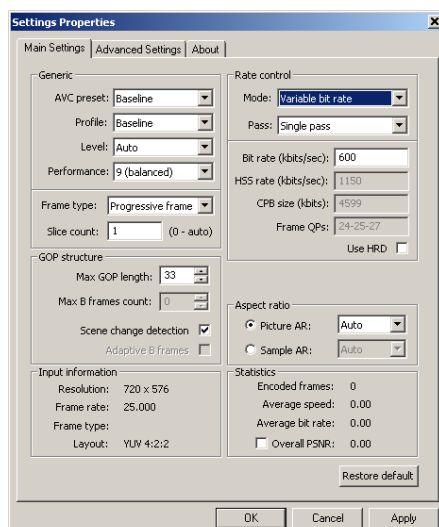 Settings Properties
Main Settings
Advanced Settings
About
Generic
AVC preset: Baseline
Profile: Baseline
Level: Auto
Performance: 9 (balanced)
Frame type: Progressive frame
Slice count: 1 (0 - auto)
GOP structure
Max GOP length: 33
Max B frames count: 0
Scene change detection
Adaptive B frames
Input information
Resolution: 720 x 576
Frame rate: 25.000
Frame type:
Layout: YUV 4:2:2
Rate control
Mode: Variable bit rate
Pass: Single pass
Bit rate (kbits/sec): 600
HSS rate (kbits/sec): 1150
CPB size (kbits): 4599
Frame QPs: 24-25-27
Use HRD
Aspect ratio
Picture AR: Auto
Sample AR: Auto
Statistics
Encoded frames: 0
Average speed: 0.00
Average bit rate: 0.00
Overall PSNR: 0.00
Restore default
OK
Cancel
Apply